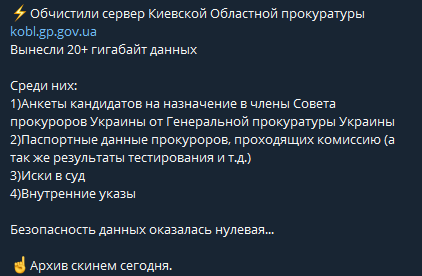 ⚡Обчистили сервер Киевской Областной прокуратуры
kobl.gp.gov.ua
Вынесли 20+ гигабайт данных
Среди них:
1)Анкеты кандидатов на назначение в члены Совета
прокуроров Украины от Генеральной прокуратуры Украины
2)Паспортные данные прокуроров, проходящих комиссию (а
так же результаты тестирования и т.д.)
3)Иски в суд
4)Внутренние указы
Безопасность данных оказалась нулевая...
☝Архив скинем сегодня.